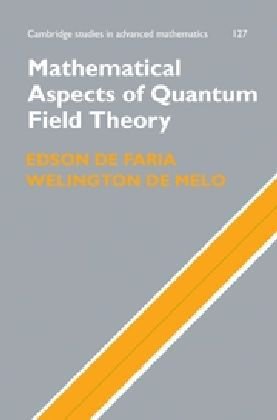 Cambridge studies in advanced mathematics 127
Mathematical
Aspects of Quantum
Field Theory
EDSON DE FARIA
WELINGTON DE MELO